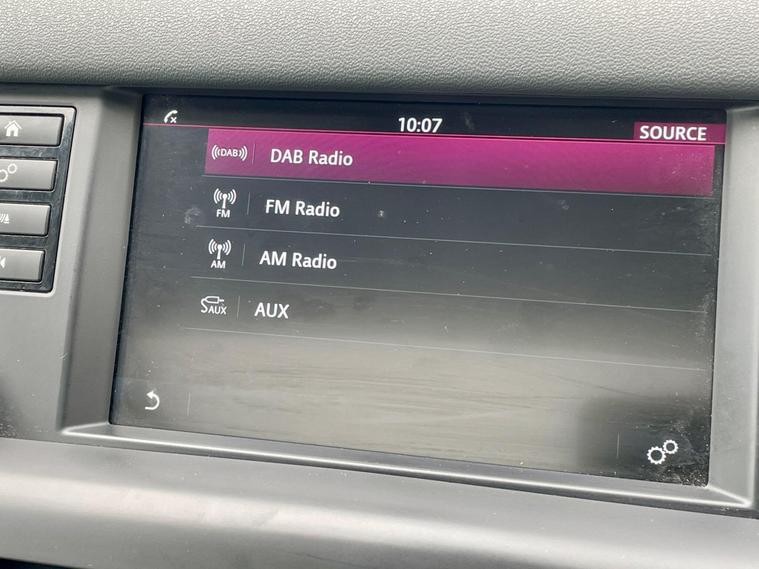 10:07
SOURCE
DAB DAB Radio
FM FM Radio
AM AM Radio
AUX AUX